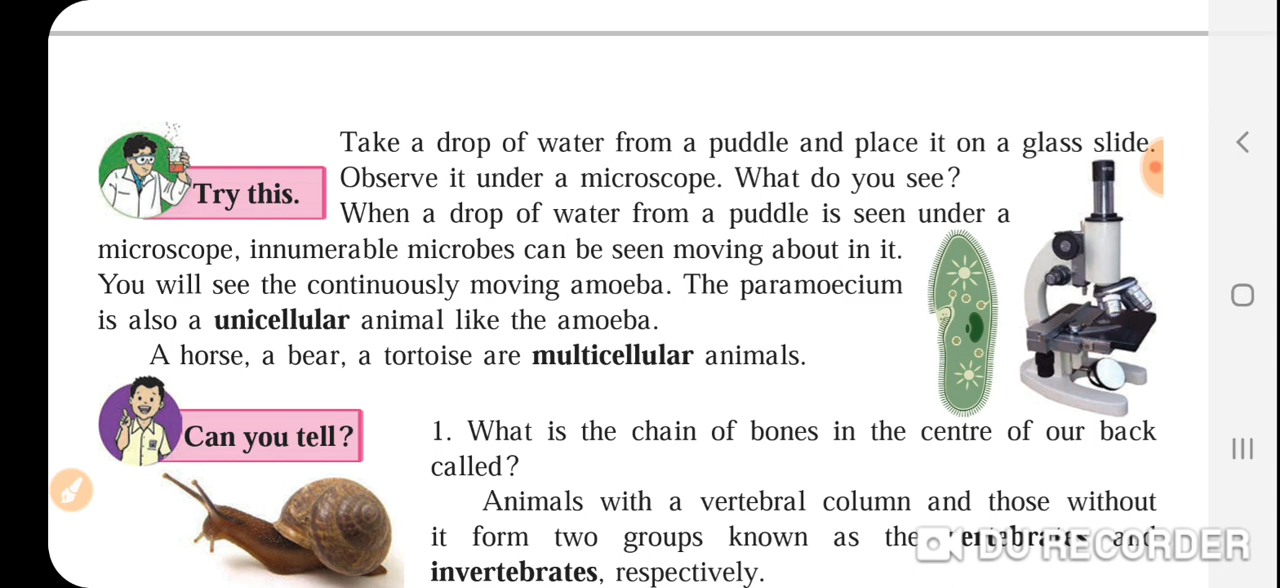 Take a drop of water from a puddle and place it on a glass slide.
Try this.
Observe it under a microscope. What do you see?
When a drop of water from a puddle is seen under a
microscope, innumerable microbes can be seen moving about in it.
You will see the continuously moving amoeba. The paramoecium
is also a unicellular animal like the amoeba.
A horse, a bear, a tortoise are multicellular animals.
Can you tell?
1. What is the chain of bones in the centre of our back
called?
Animals with a vertebral column and those without
it form two groups known as the vertebrates and
invertebrates, respectively.
DU RECORDER